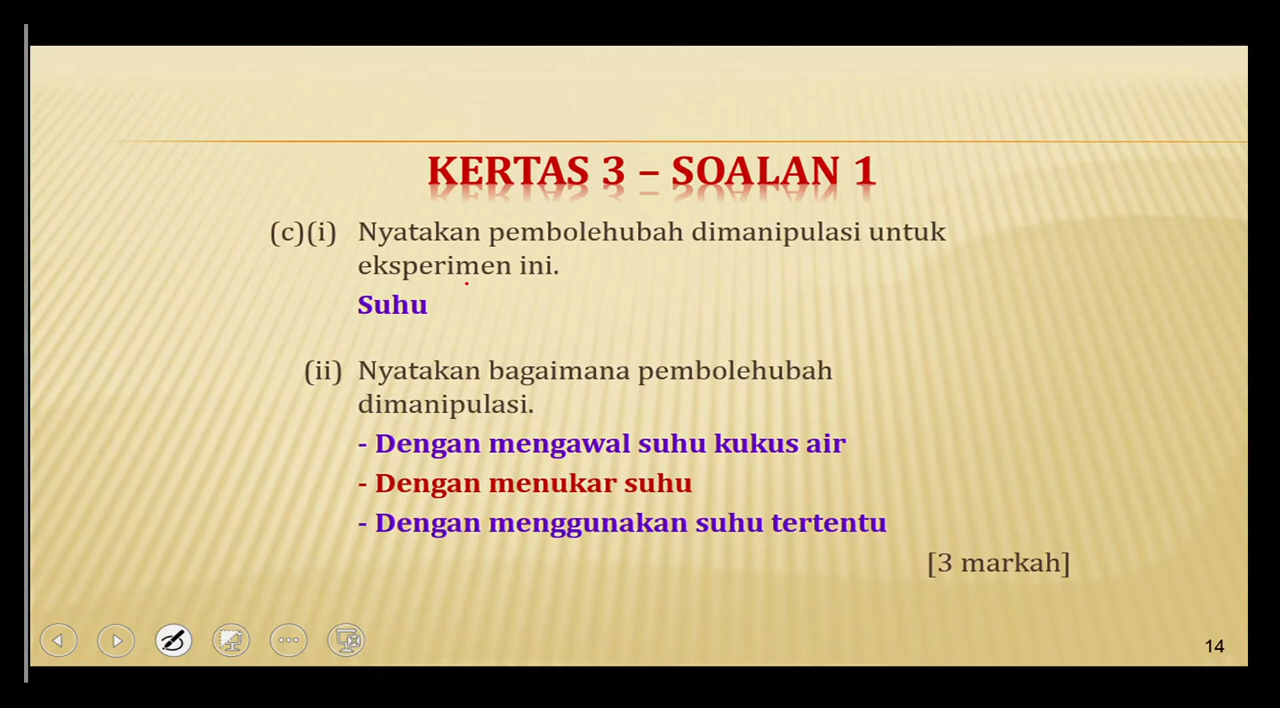 KERTAS 3 – SOALAN 1
(c)(i) Nyatakan pembolehubah dimanipulasi untuk
eksperimen ini.
Suhu
(ii) Nyatakan bagaimana pembolehubah
dimanipulasi.
- Dengan mengawal suhu kukus air
- Dengan menukar suhu
- Dengan menggunakan suhu tertentu
[3 markah]
14